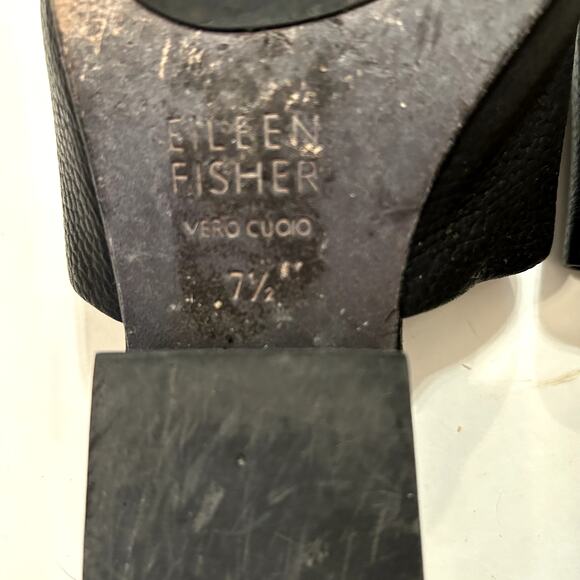 EILEEN
FISHER
VERO CUOIO
7½